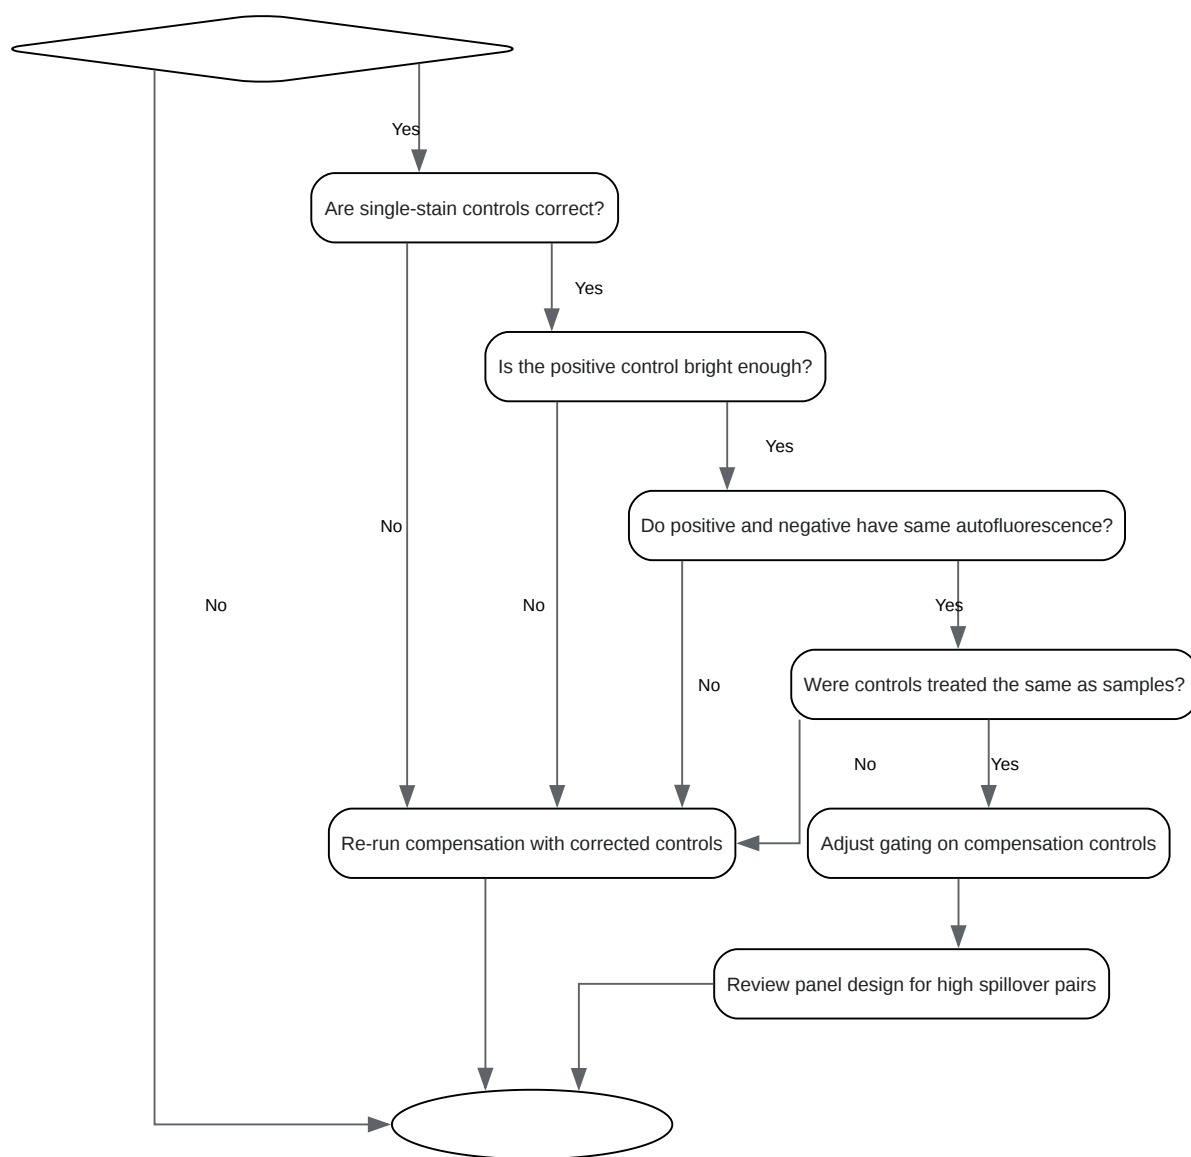 Yes
Are single-stain controls correct?
Yes
Is the positive control bright enough?
Yes
Do positive and negative have same autofluorescence?
No
No
No
Yes
No
Were controls treated the same as samples?
No
Yes
Re-run compensation with corrected controls
Adjust gating on compensation controls
Review panel design for high spillover pairs